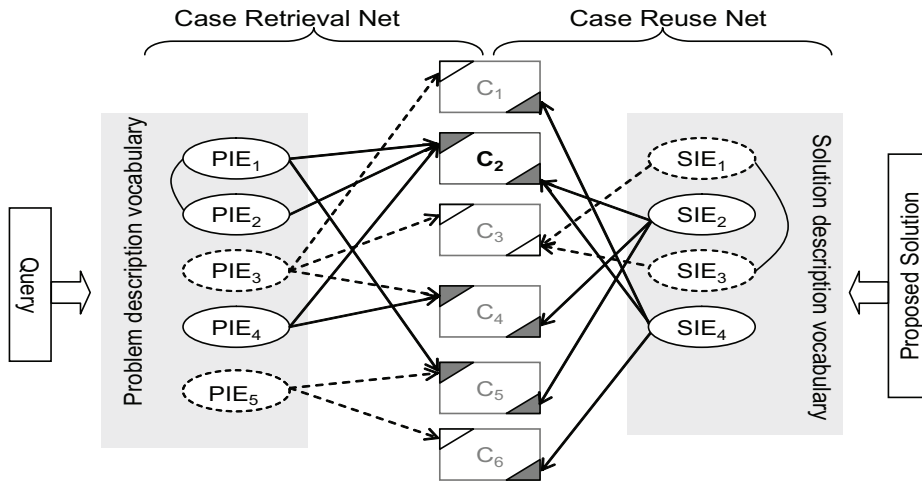 Case Retrieval Net
Case Reuse Net
Query
Problem description vocabulary
PIE₁
PIE₂
PIE₃
PIE₄
PIE₅
C₁
C₂
C₃
C₄
C₅
C₆
SIE₁
SIE₂
SIE₃
SIE₄
Solution description vocabulary
Proposed Solution